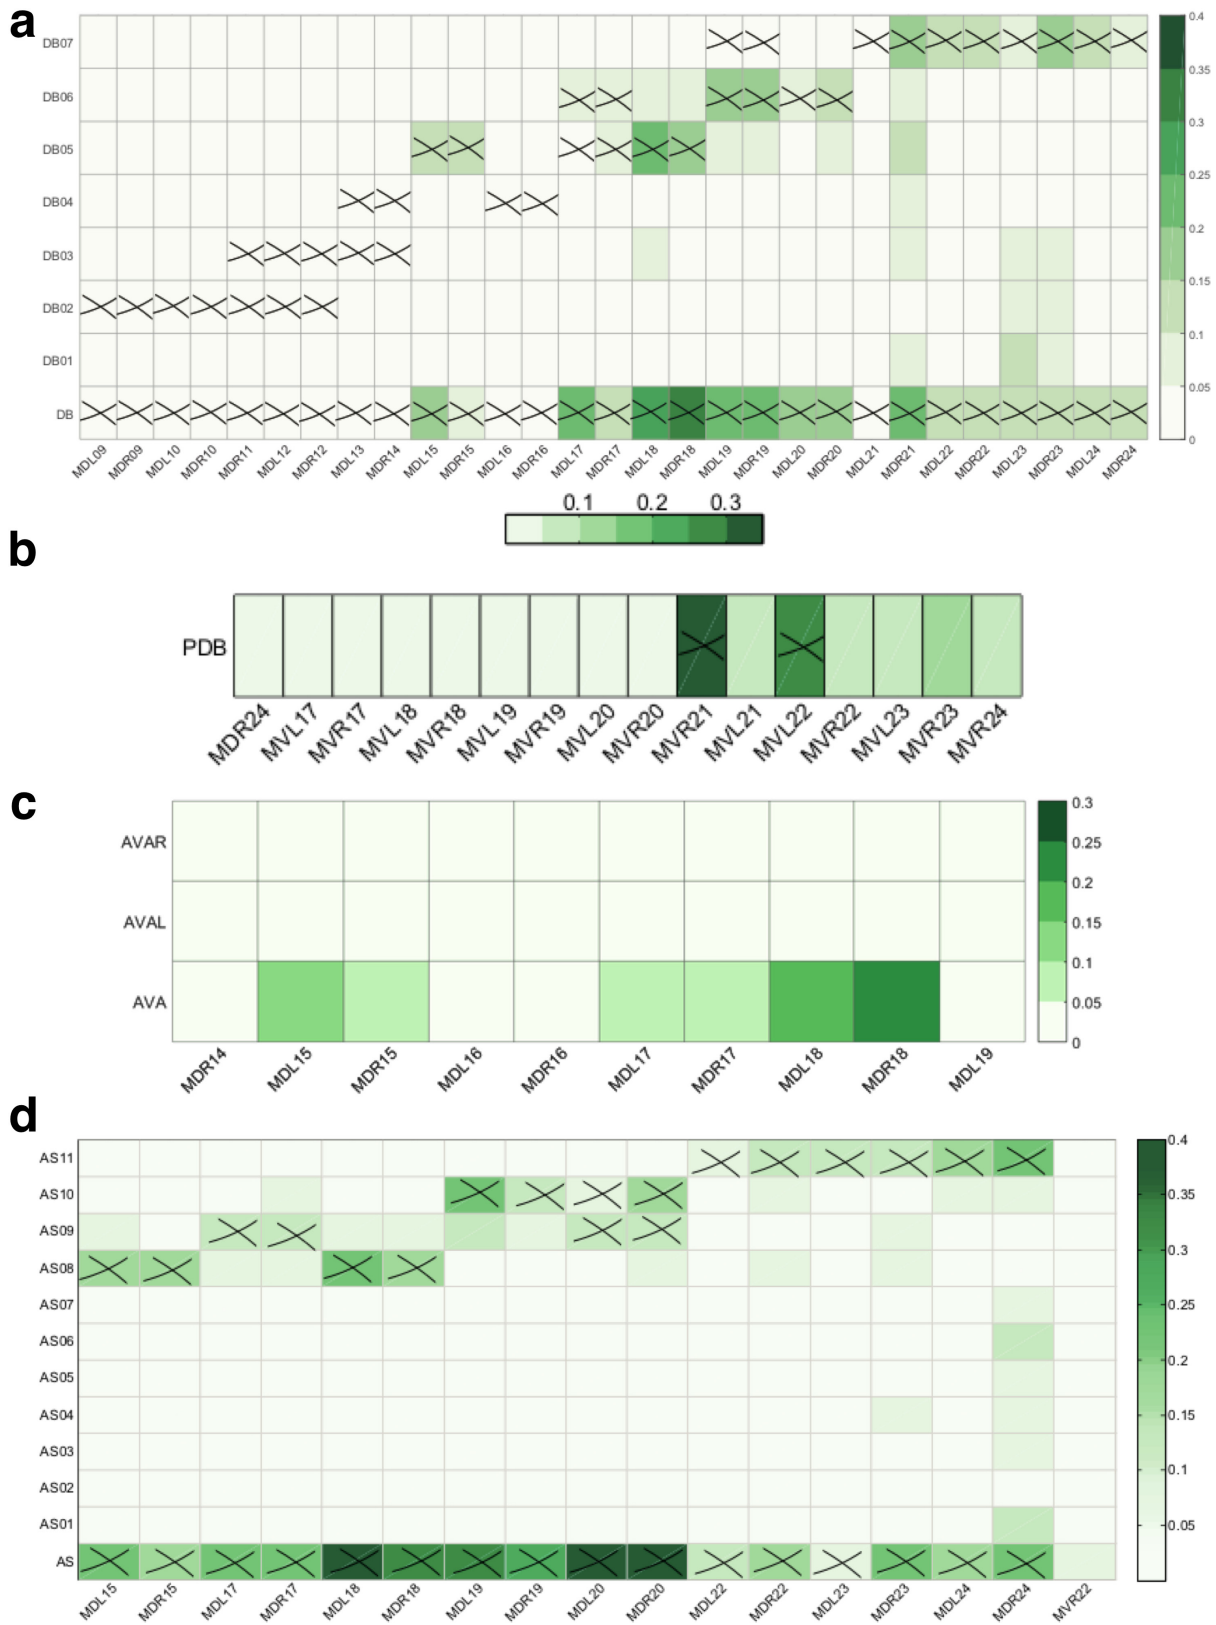 a
DB07
DB06
DB05
DB04
DB03
DB02
DB01
DB
0.4
0.35
0.3
0.25
0.2
0.15
0.1
0.05
0
MDL09 MDR09 MDL10 MDR10 MDR11 MDL12 MDR12 MDL13 MDR14 MDL15 MDR15 MDL16 MDR16 MDL17 MDR17 MDL18 MDR18 MDL19 MDR19 MDL20 MDR20 MDL21 MDR21 MDL22 MDR22 MDL23 MDR23 MDL24 MDR24
0.1 0.2 0.3
b
PDB
MDR24 MVL17 MVR17 MVL18 MVR18 MVL19 MVR19 MVL20 MVR20 MVR21 MVL21 MVL22 MVR22 MVL23 MVR23 MVR24
c
AVAR
AVAL
AVA
0.3
0.25
0.2
0.15
0.1
0.05
0
MDR14 MDL15 MDR15 MDL16 MDR16 MDL17 MDR17 MDL18 MDR18 MDL19
d
AS11
AS10
AS09
AS08
AS07
AS06
AS05
AS04
AS03
AS02
AS01
AS
0.4
0.35
0.3
0.25
0.2
0.15
0.1
0.05
MDL15 MDR15 MDL17 MDR17 MDL18 MDR18 MDL19 MDR19 MDL20 MDR20 MDL22 MDR22 MDL23 MDR23 MDL24 MDR24 MVR22